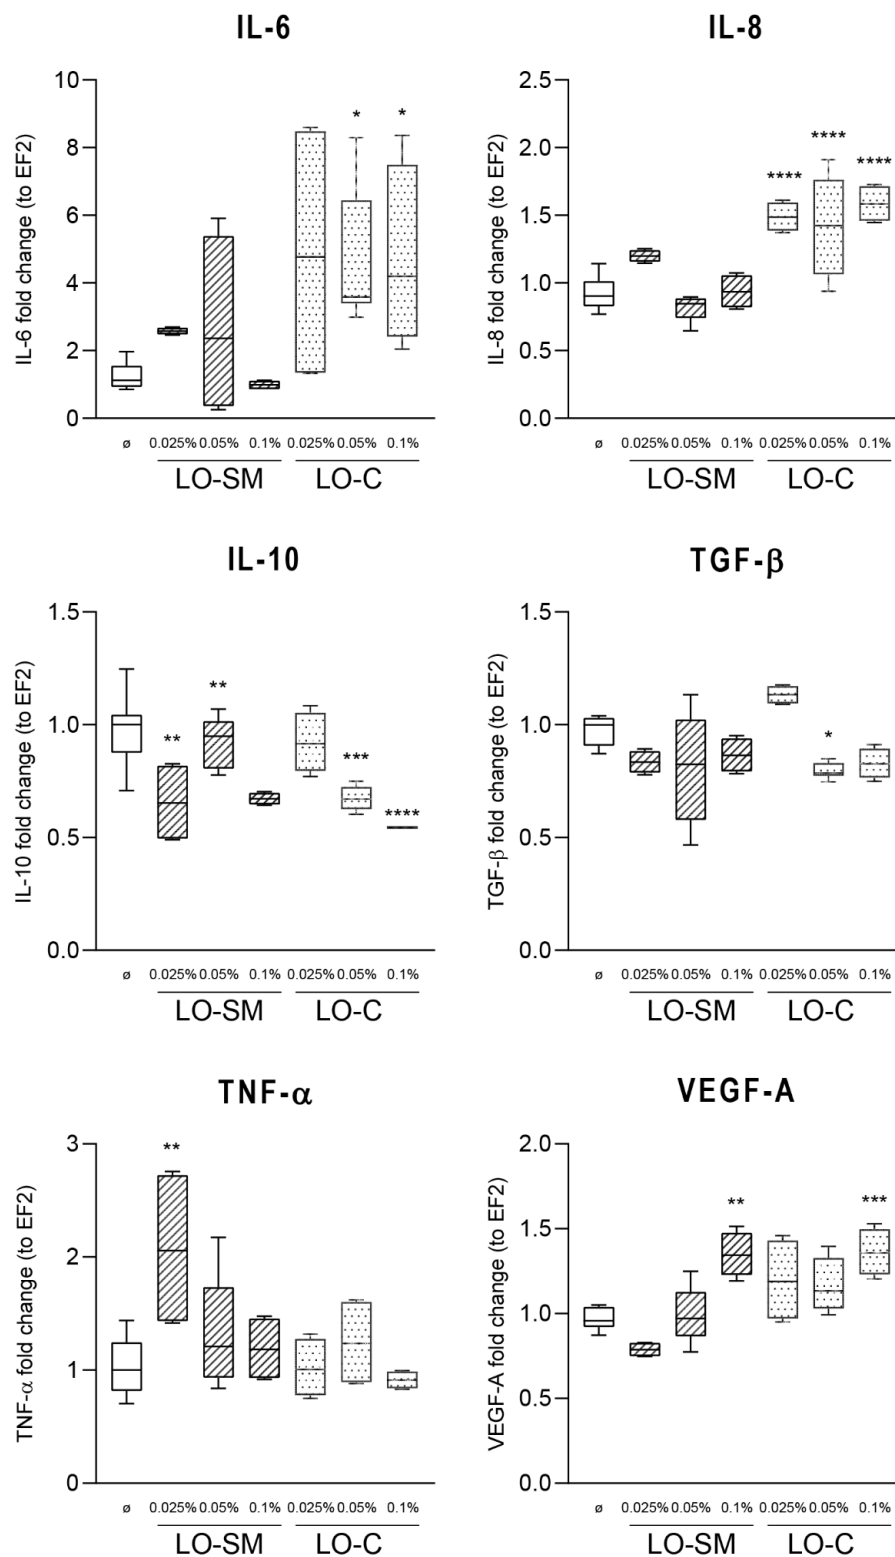 IL-6
IL-6 fold change (to EF2)
10
8
6
4
2
0
* *
ø 0.025% 0.05% 0.1% 0.025% 0.05% 0.1%
LO-SM LO-C
IL-8
IL-8 fold change (to EF2)
2.5
2.0
1.5
1.0
0.5
0.0
**** **** ****
ø 0.025% 0.05% 0.1% 0.025% 0.05% 0.1%
LO-SM LO-C
IL-10
IL-10 fold change (to EF2)
1.5
1.0
0.5
0.0
** ** *** ****
ø 0.025% 0.05% 0.1% 0.025% 0.05% 0.1%
LO-SM LO-C
TGF-β
TGF-β fold change (to EF2)
1.5
1.0
0.5
0.0
*
ø 0.025% 0.05% 0.1% 0.025% 0.05% 0.1%
LO-SM LO-C
TNF-α
TNF-α fold change (to EF2)
3
2
1
0
**
ø 0.025% 0.05% 0.1% 0.025% 0.05% 0.1%
LO-SM LO-C
VEGF-A
VEGF-A fold change (to EF2)
2.0
1.5
1.0
0.5
0.0
** ***
ø 0.025% 0.05% 0.1% 0.025% 0.05% 0.1%
LO-SM LO-C